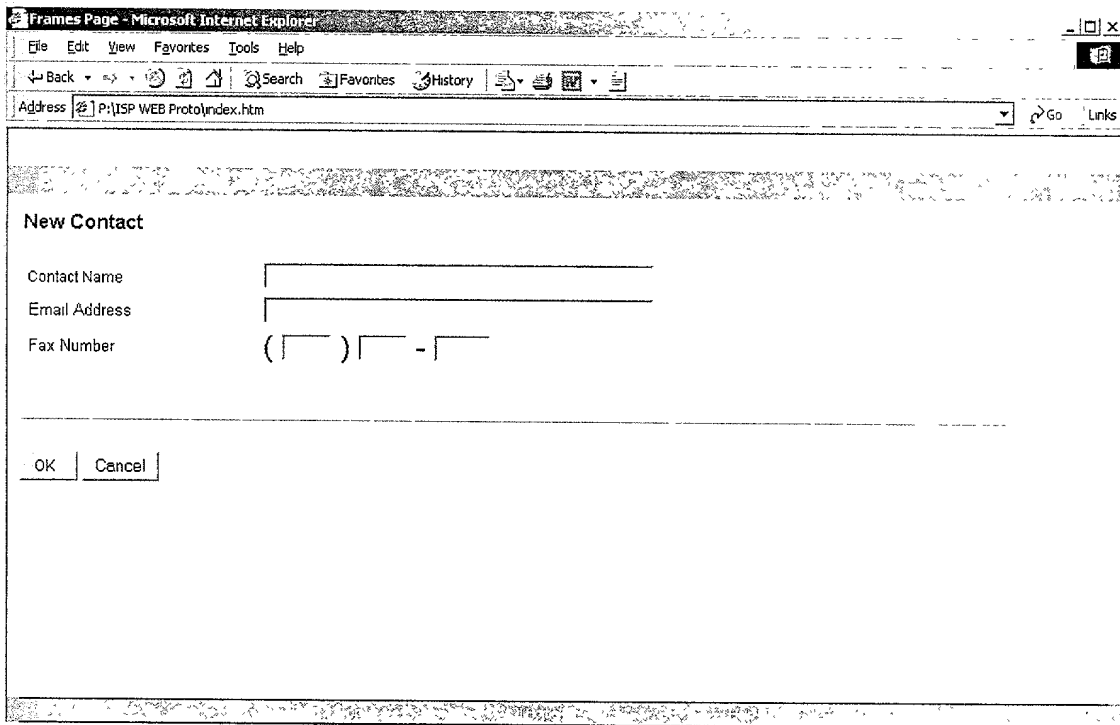 Frames Page - Microsoft Internet Explorer
File Edit View Favorites Tools Help
Back Search Favorites History
Address P:\ISP WEB Proto\index.htm Go Links
New Contact
Contact Name
Email Address
Fax Number ( ) -
OK Cancel